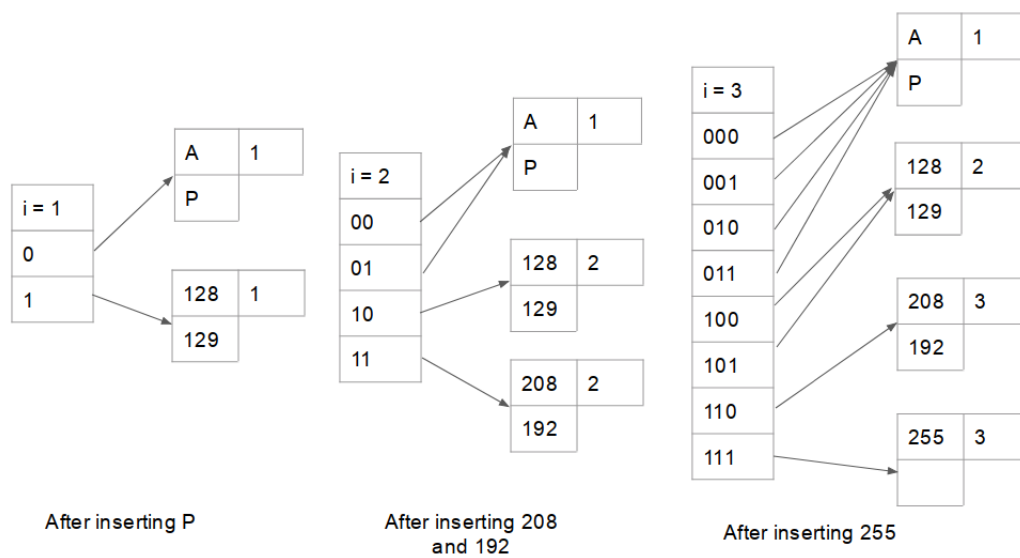 i = 1
0
1
A 1
P
128 1
129
After inserting P
i = 2
00
01
10
11
A 1
P
128 2
129
208 2
192
After inserting 208
and 192
i = 3
000
001
010
011
100
101
110
111
A 1
P
128 2
129
208 3
192
255 3
After inserting 255